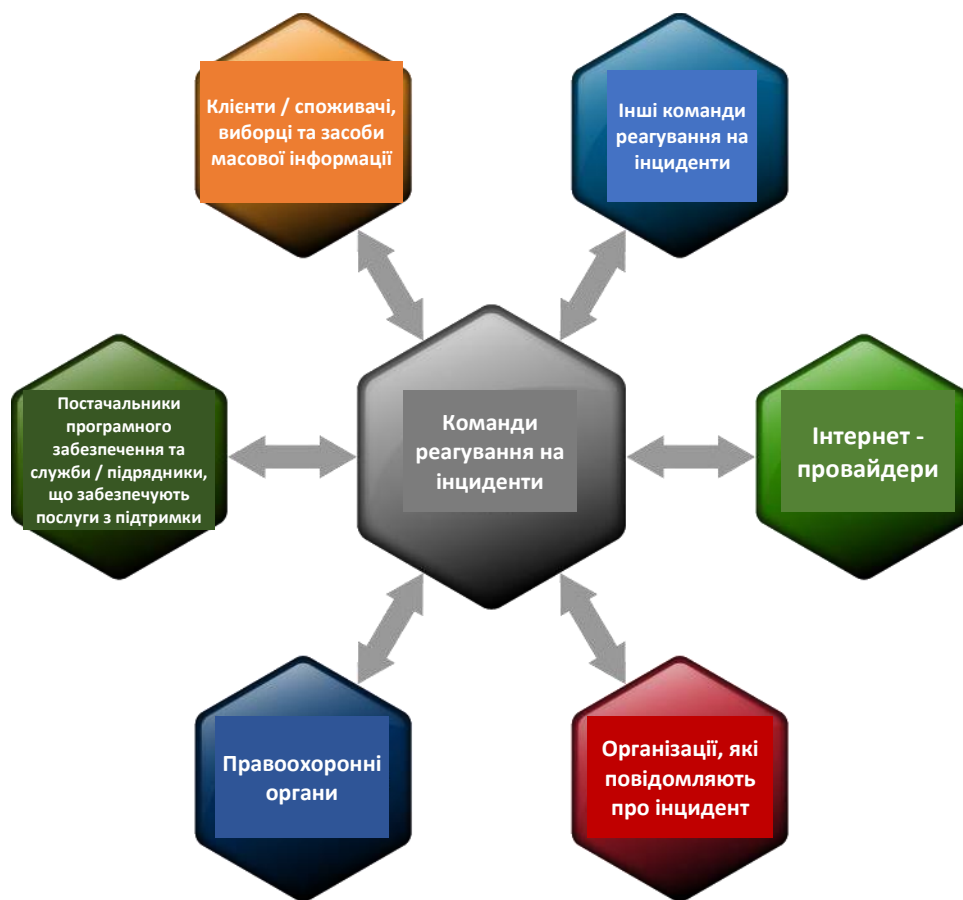 Клієнти / споживачі,
виборці та засоби
масової інформації
Інші команди
реагування на
інциденти
Постачальники
програмного
забезпечення та
служби / підрядники,
що забезпечують
послуги з підтримки
Команди
реагування на
інциденти
Інтернет -
провайдери
Правоохоронні
органи
Організації, які
повідомляють
про інцидент